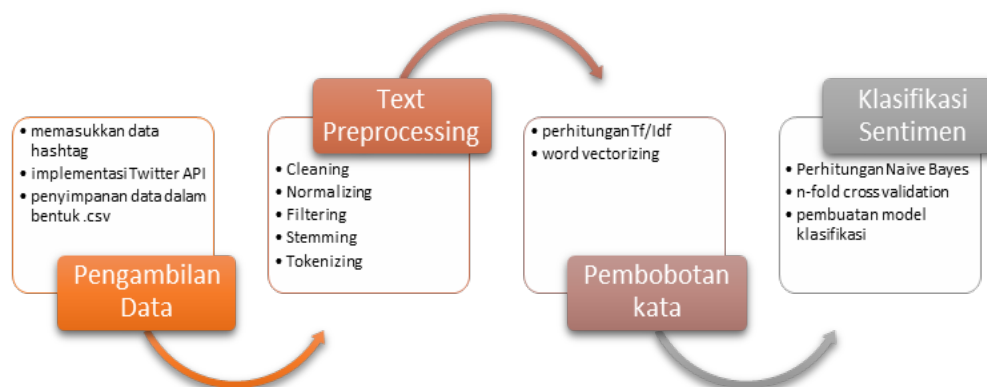 • memasukkan data
hashtag
• implementasi Twitter API
• penyimpanan data dalam
bentuk .csv
Pengambilan
Data
Text
Preprocessing
• Cleaning
• Normalizing
• Filtering
• Stemming
• Tokenizing
• perhitungan Tf/Idf
• word vectorizing
Pembobotan
kata
Klasifikasi
Sentimen
• Perhitungan Naive Bayes
• n-fold cross validation
• pembuatan model
klasifikasi